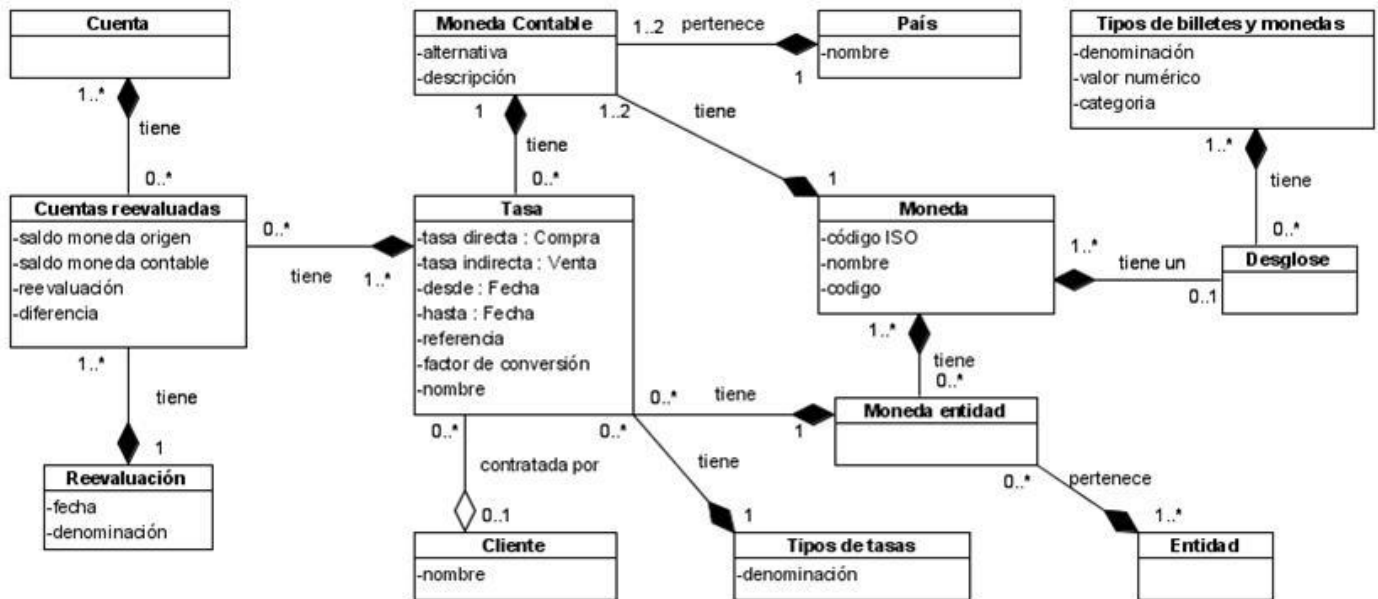 Cuenta
Moneda Contable
-alternativa
-descripción
1..2
pertenece
1
País
-nombre
Tipos de billetes y monedas
-denominación
-valor numérico
-categoria
1..*
tiene
0..*
1
tiene
0..*
1..2
tiene
1
1..*
tiene
0..*
Cuentas reevaluadas
-saldo moneda origen
-saldo moneda contable
-reevaluación
-diferencia
0..*
tiene
1..*
Tasa
-tasa directa : Compra
-tasa indirecta : Venta
-desde : Fecha
-hasta : Fecha
-referencia
-factor de conversión
-nombre
Moneda
-código ISO
-nombre
-codigo
1..*
tiene un
0..1
Desglose
1..*
tiene
1
1..*
tiene
0..*
0..*
tiene
1
Moneda entidad
Reevaluación
-fecha
-denominación
0..*
contratada por
0..1
0..*
tiene
1
0..*
pertenece
1..*
Cliente
-nombre
Tipos de tasas
-denominación
Entidad